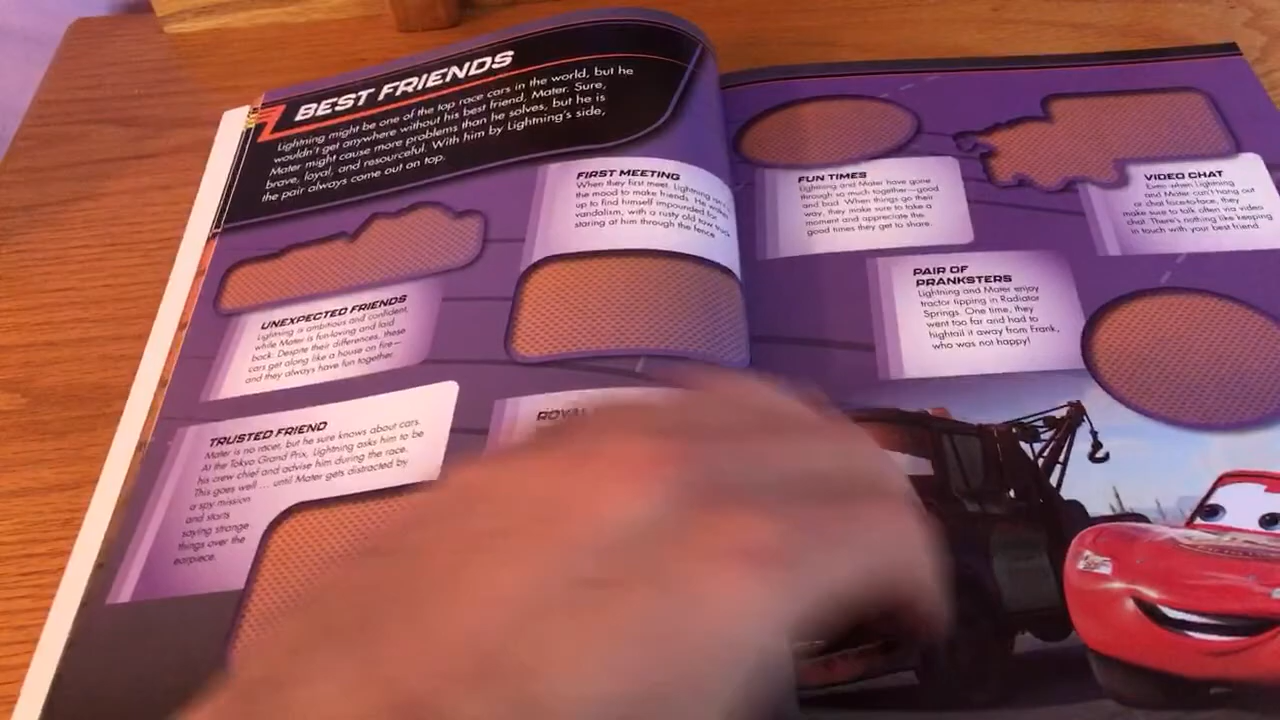 BEST FRIENDS
Lightning might be one of the top race cars in the world, but he
wouldn't get anywhere without his best friend, Mater. Sure,
Mater might cause more problems than he solves, but he is
brave, loyal, and resourceful. With him by Lightning's side,
the pair always come out on top.
FIRST MEETING
When they first meet, Lightning isn't in
the mood to make friends. He
up to find himself impounded for
vandalism, with a rusty old tow truck
staring at him through the fence.
UNEXPECTED FRIENDS
Lightning is ambitious and confident,
while Mater is fun-loving and laid
back. Despite their differences, these
cars get along like a house on fire—
and they always have fun together.
TRUSTED FRIEND
Mater is no racer, but he sure knows about cars.
At the Tokyo Grand Prix, Lightning asks him to be
his crew chief and advise him during the race.
This goes well ... until Mater gets distracted by
a spy mission
and starts
saying strange
things over the
earpiece.
FUN TIMES
Lightning and Mater have gone
through so much together—good
and bad. When things go their
way, they make sure to take a
moment and appreciate the
good times they get to share.
VIDEO CHAT
Even when Lightning
and Mater can't hang out
or chat face-to-face, they
make sure to talk often via video
chat. There's nothing like keeping
in touch with your best friend.
PAIR OF
PRANKSTERS
Lightning and Mater enjoy
tractor tipping in Radiator
Springs. One time, they
went too far and had to
hightail it away from Frank,
who was not happy!